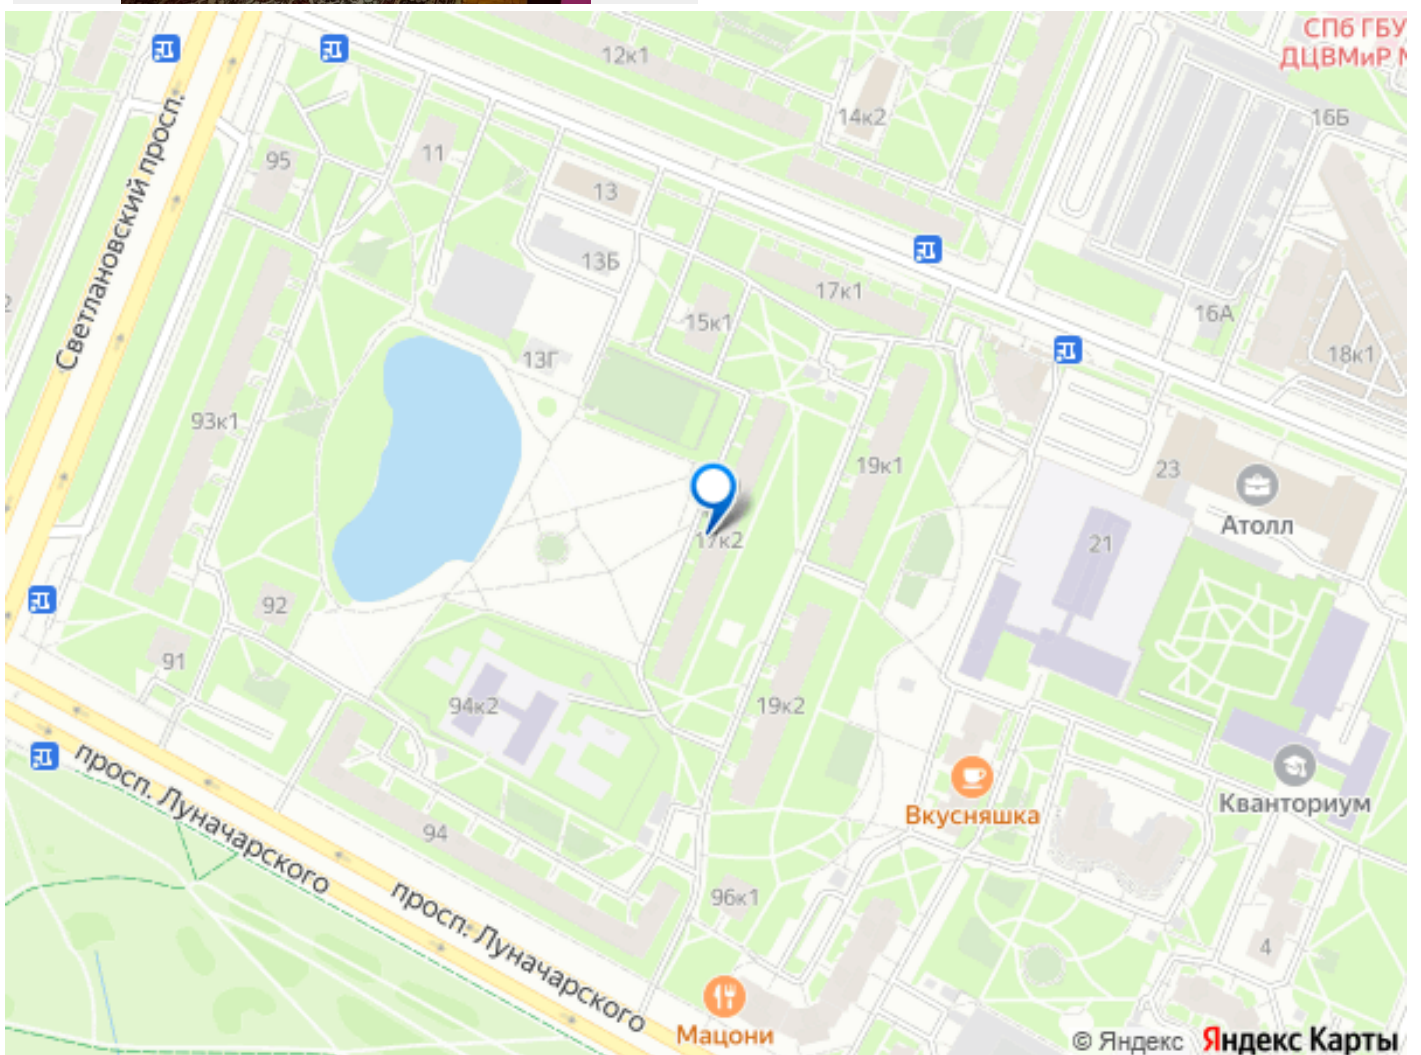 СПб ГБУ
ДЦВМиР М
12к1
14к2
16Б
95
11
13
Светлановский просп.
13Б
17к1
15к1
16А
2
13Г
18к1
93к1
19к1
23
Атолл
17к2
21
92
91
94к2
19к2
просп. Луначарского
Вкусняшка
Кванториум
94
96к1
просп. Луначарского
4
Мацони
© Яндекс Яндекс Карты